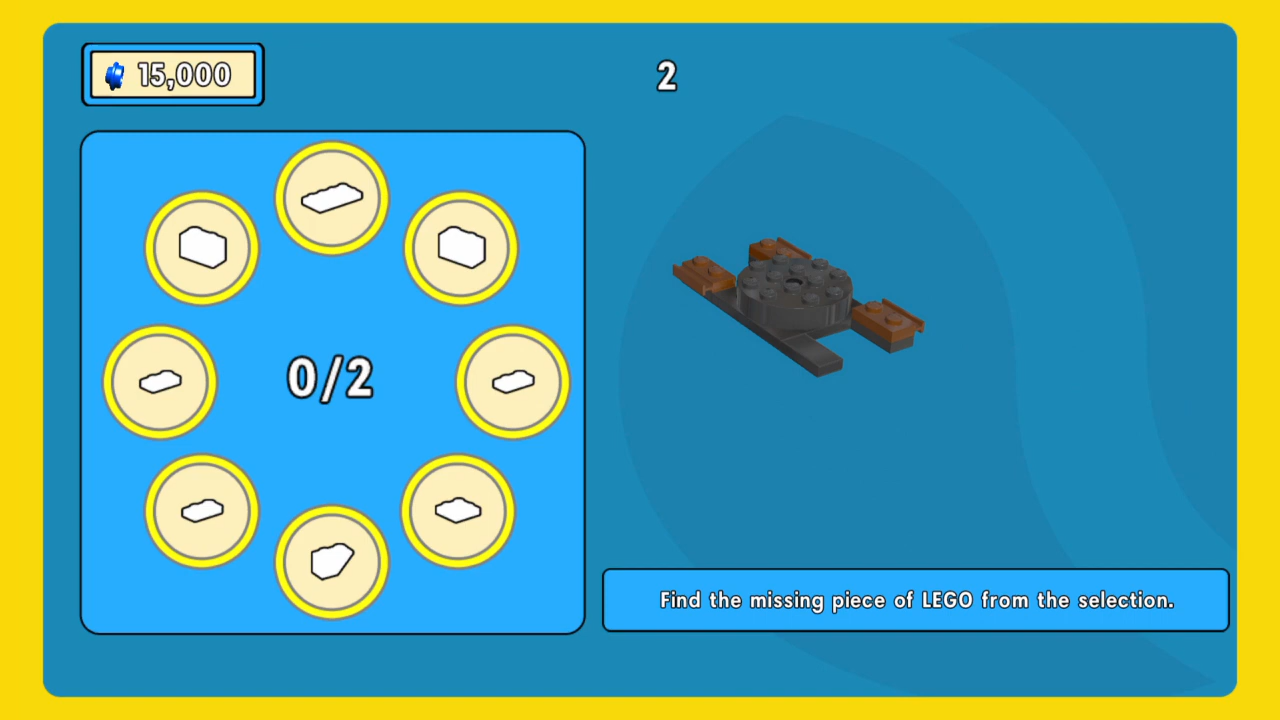 15,000
2
0/2
Find the missing piece of LEGO from the selection.